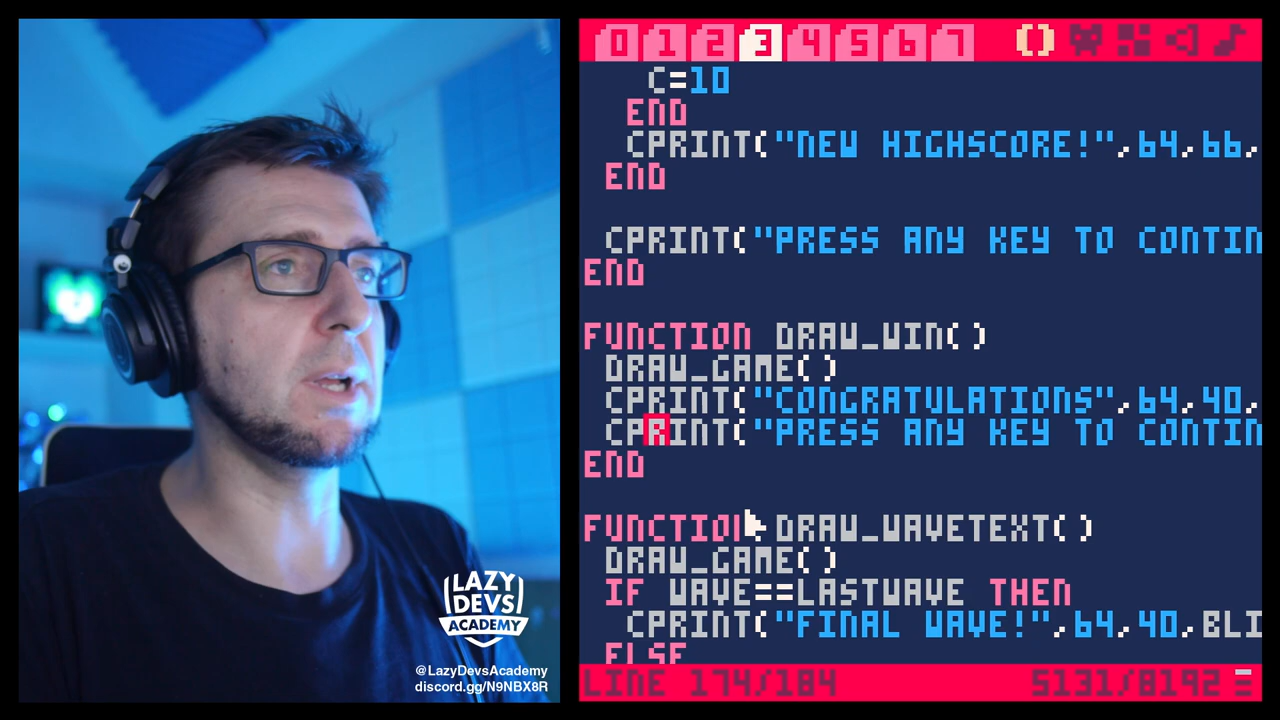 0 1 2 3 4 5 6 7 ()
C=10
END
CPRINT("NEW HIGHSCORE!",64,66,
END
CPRINT("PRESS ANY KEY TO CONTIN
END
FUNCTION DRAW_WIN()
DRAW_GAME()
CPRINT("CONGRATULATIONS",64,40,
CPRINT("PRESS ANY KEY TO CONTIN
END
FUNCTION DRAW_WAVETEXT()
DRAW_GAME()
IF WAVE==LASTWAVE THEN
CPRINT("FINAL WAVE!",64,40,BLI
ELSE
LINE 174/184 5131/8192
LAZY
DEVS
ACADEMY
@LazyDevsAcademy
discord.gg/N9NBX8R